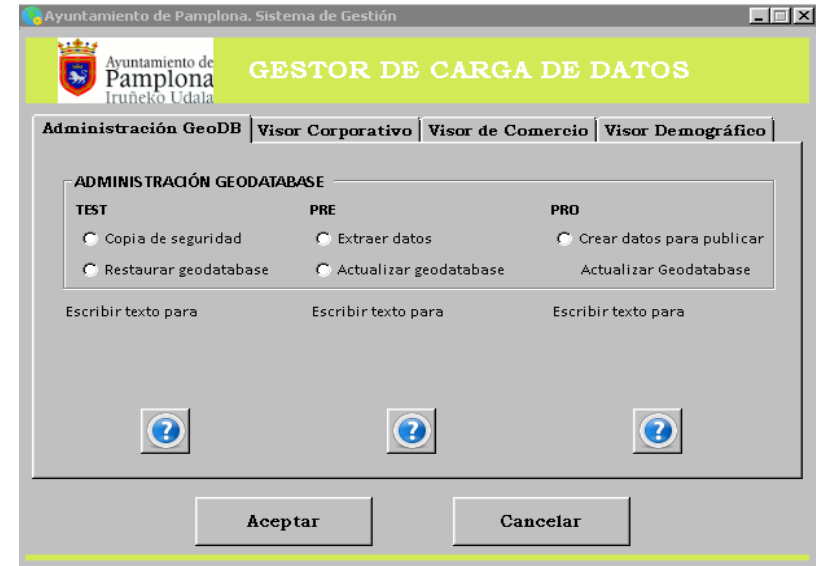 Ayuntamiento de Pamplona. Sistema de Gestión
Ayuntamiento de
Pamplona
Iruñeko Udala
GESTOR DE CARGA DE DATOS
Administración GeoDB Visor Corporativo Visor de Comercio Visor Demográfico
ADMINISTRACIÓN GEODATABASE
TEST PRE PRO
Copia de seguridad Extraer datos Crear datos para publicar
Restaurar geodatabase Actualizar geodatabase Actualizar Geodatabase
Escribir texto para Escribir texto para Escribir texto para
? ? ?
Aceptar Cancelar